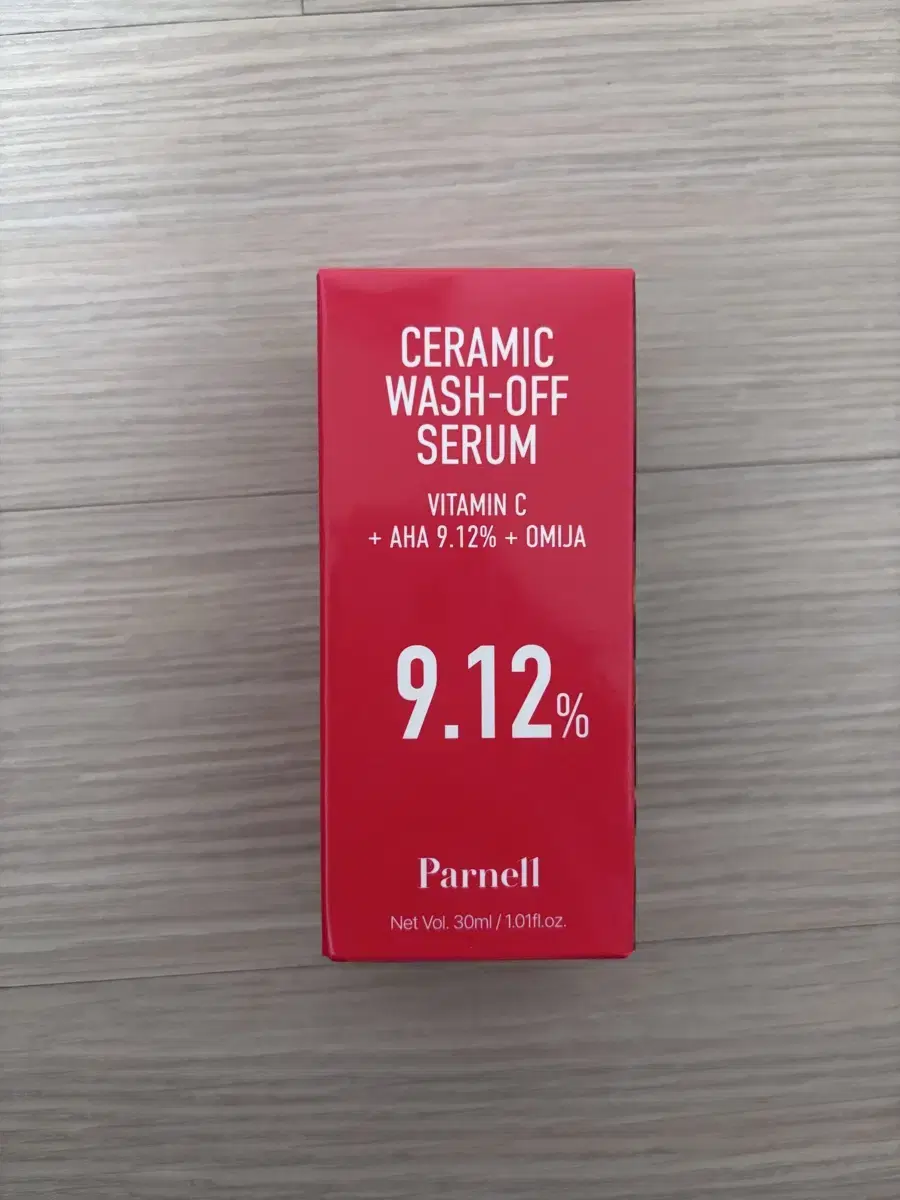 CERAMIC
WASH-OFF
SERUM
VITAMIN C
+ AHA 9.12% + OMIJA
9.12%
Parnell
Net Vol. 30ml / 1.01fl.oz.